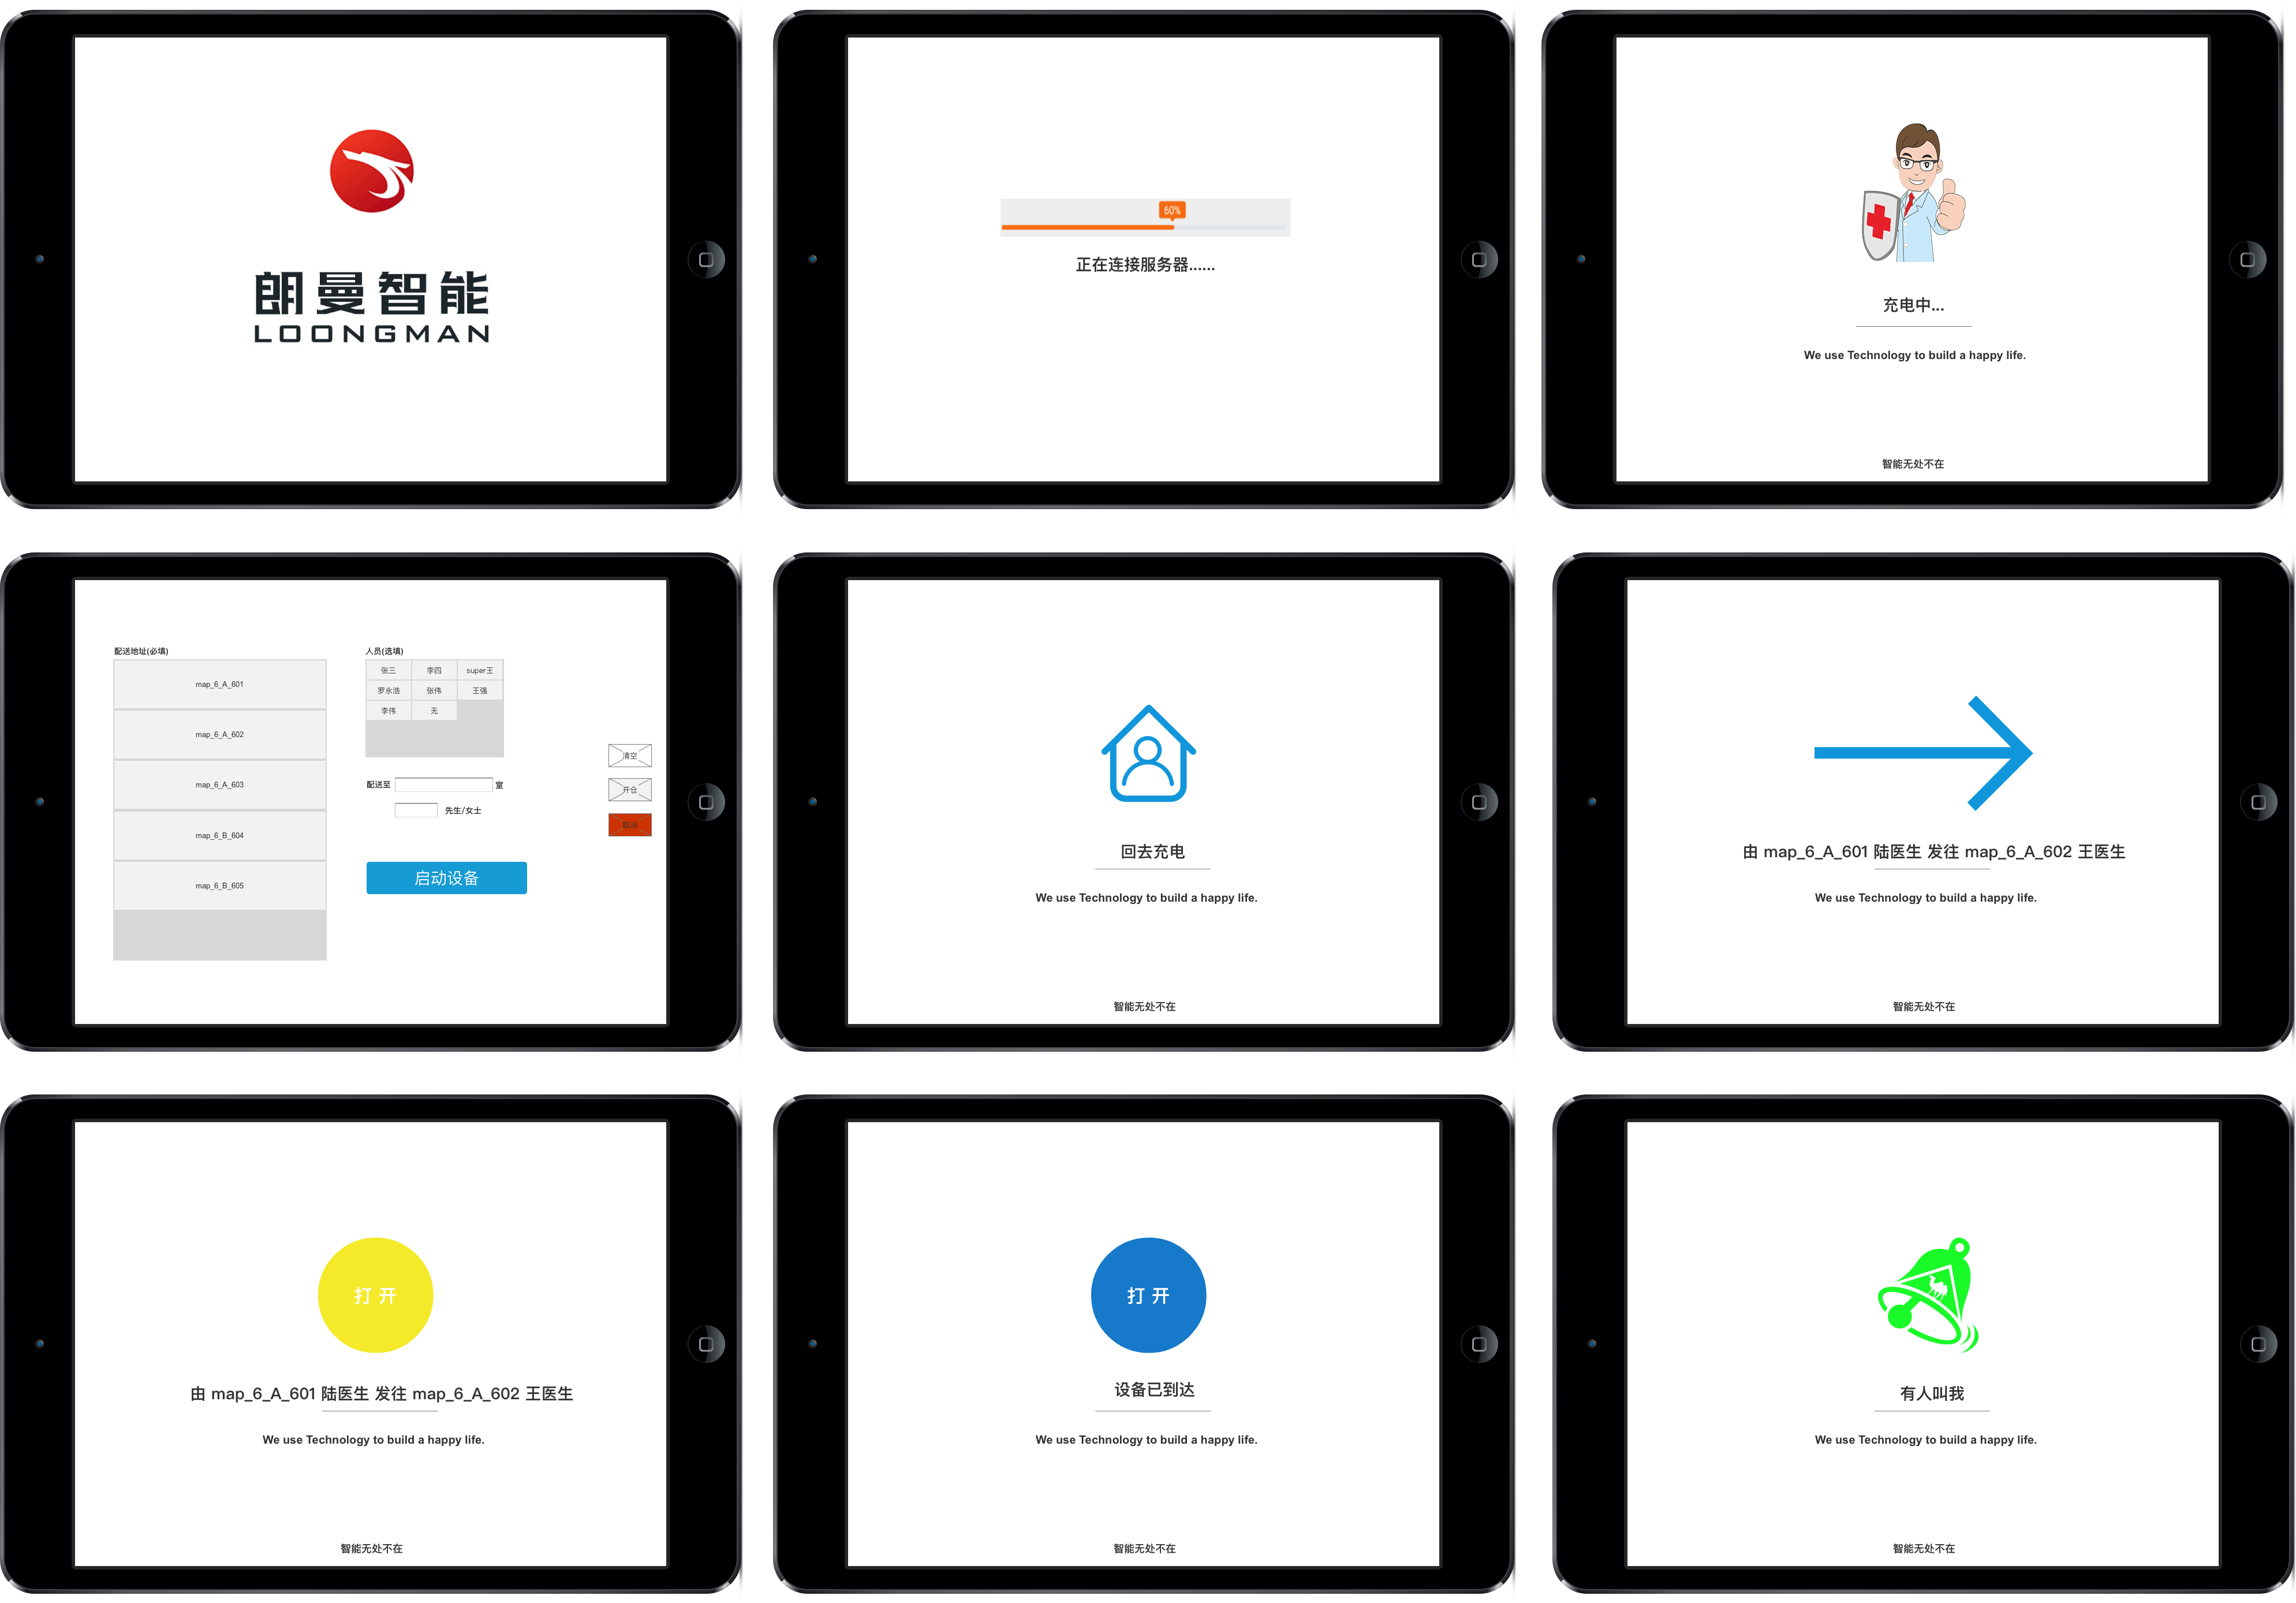 朗曼智能
LOONGMAN
60%
正在连接服务器......
充电中...
We use Technology to build a happy life.
智能无处不在
配送地址(必填)
map_6_A_601
map_6_A_602
map_6_A_603
map_6_B_604
map_6_B_605
人员(选填)
张三 李四 super王
罗永浩 张伟 王强
李伟 无
配送至 室
先生/女士
清空
开仓
取消
启动设备
回去充电
We use Technology to build a happy life.
智能无处不在
由 map_6_A_601 陆医生 发往 map_6_A_602 王医生
We use Technology to build a happy life.
智能无处不在
打 开
由 map_6_A_601 陆医生 发往 map_6_A_602 王医生
We use Technology to build a happy life.
智能无处不在
打 开
设备已到达
We use Technology to build a happy life.
智能无处不在
有人叫我
We use Technology to build a happy life.
智能无处不在